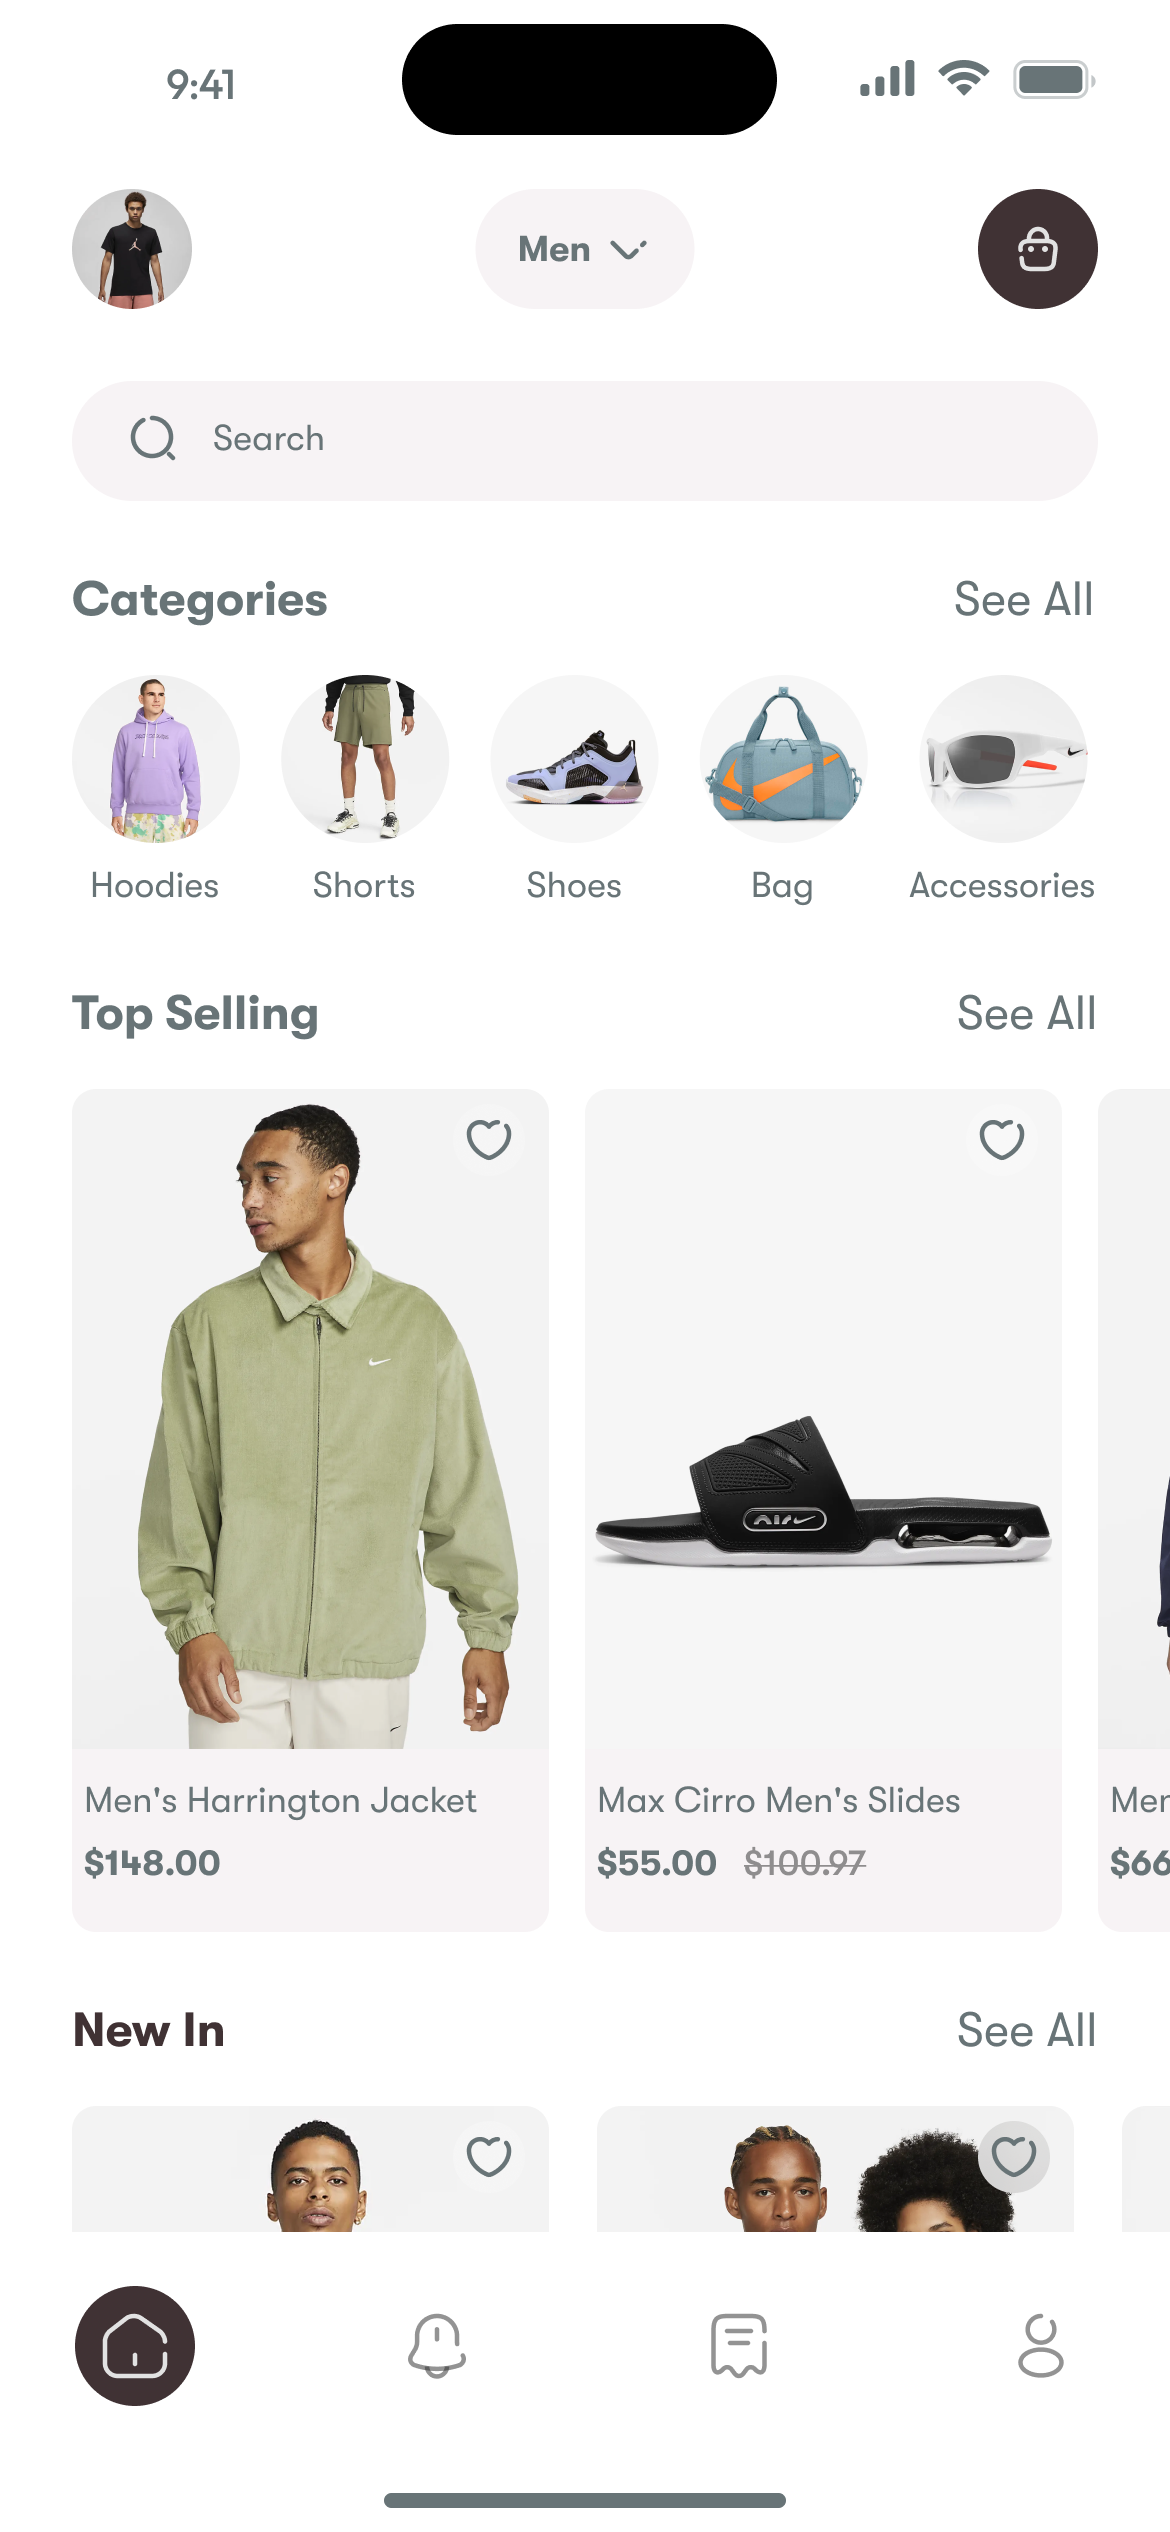 9:41
Men
Search
Categories
See All
Hoodies
Shorts
Shoes
Bag
Accessories
Top Selling
See All
AIR
Men's Harrington Jacket
$148.00
Max Cirro Men's Slides
$55.00 $100.97
Mer
$66
New In
See All